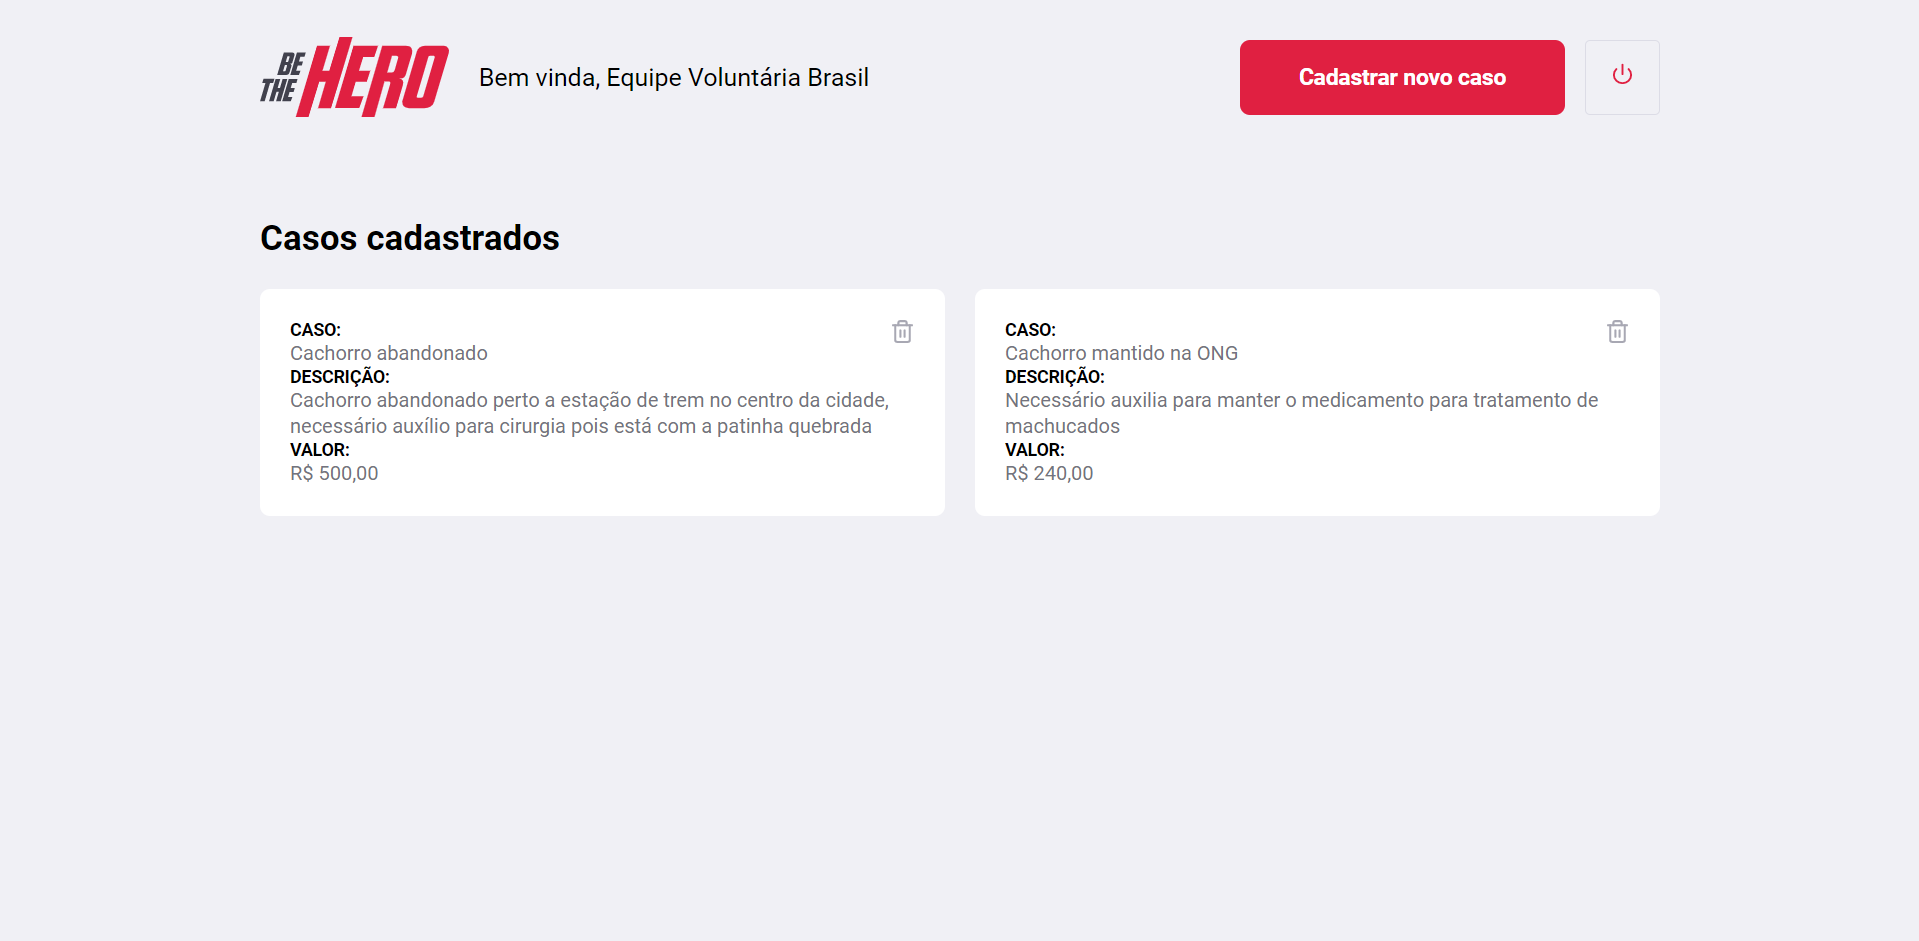 BE
THE
HERO
Bem vinda, Equipe Voluntária Brasil
Cadastrar novo caso
Casos cadastrados
CASO:
Cachorro abandonado
DESCRIÇÃO:
Cachorro abandonado perto a estação de trem no centro da cidade,
necessário auxílio para cirurgia pois está com a patinha quebrada
VALOR:
R$ 500,00
CASO:
Cachorro mantido na ONG
DESCRIÇÃO:
Necessário auxilia para manter o medicamento para tratamento de
machucados
VALOR:
R$ 240,00